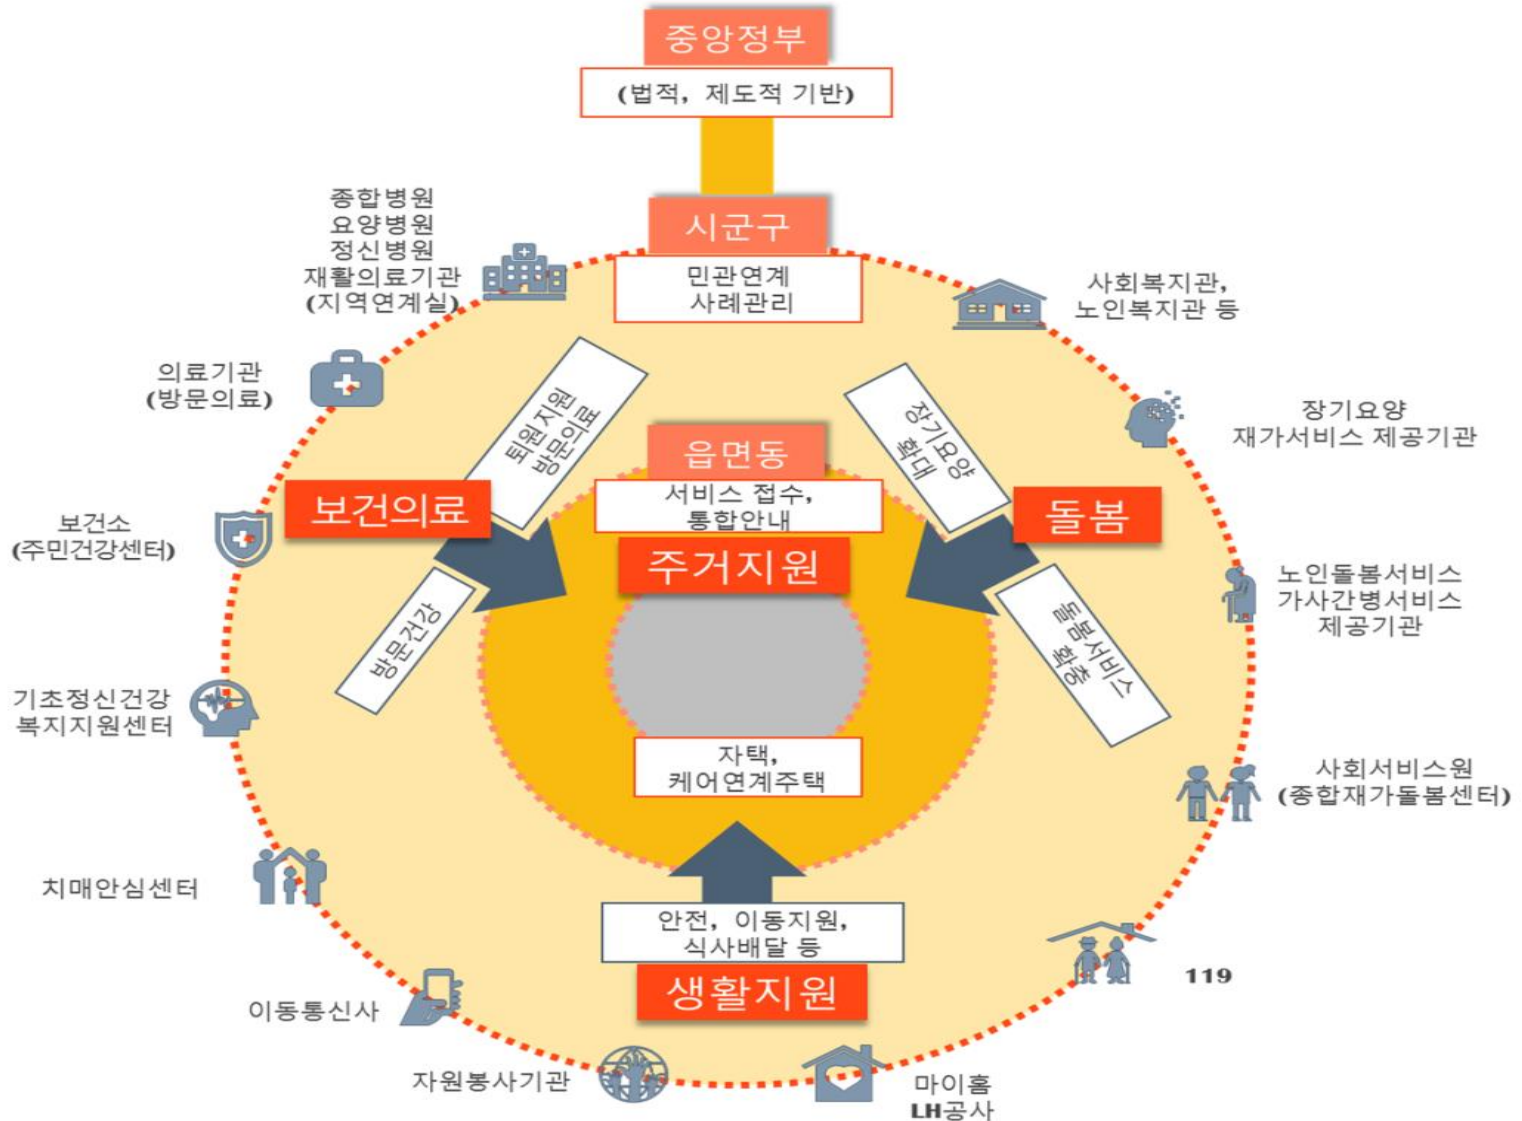 중앙정부
(법적, 제도적 기반)
시군구
민관연계
사례관리
종합병원
요양병원
정신병원
재활의료기관
(지역연계실)
사회복지관,
노인복지관 등
의료기관
(방문의료)
퇴원지원
방문의료
장기요양
확대
장기요양
재가서비스 제공기관
읍면동
서비스 접수,
통합안내
보건의료
돌봄
주거지원
보건소
(주민건강센터)
방문건강
돌봄서비스
확충
노인돌봄서비스
가사간병서비스
제공기관
기초정신건강
복지지원센터
자택,
케어연계주택
사회서비스원
(종합재가돌봄센터)
치매안심센터
안전, 이동지원,
식사배달 등
생활지원
119
이동통신사
자원봉사기관
마이홈
LH공사